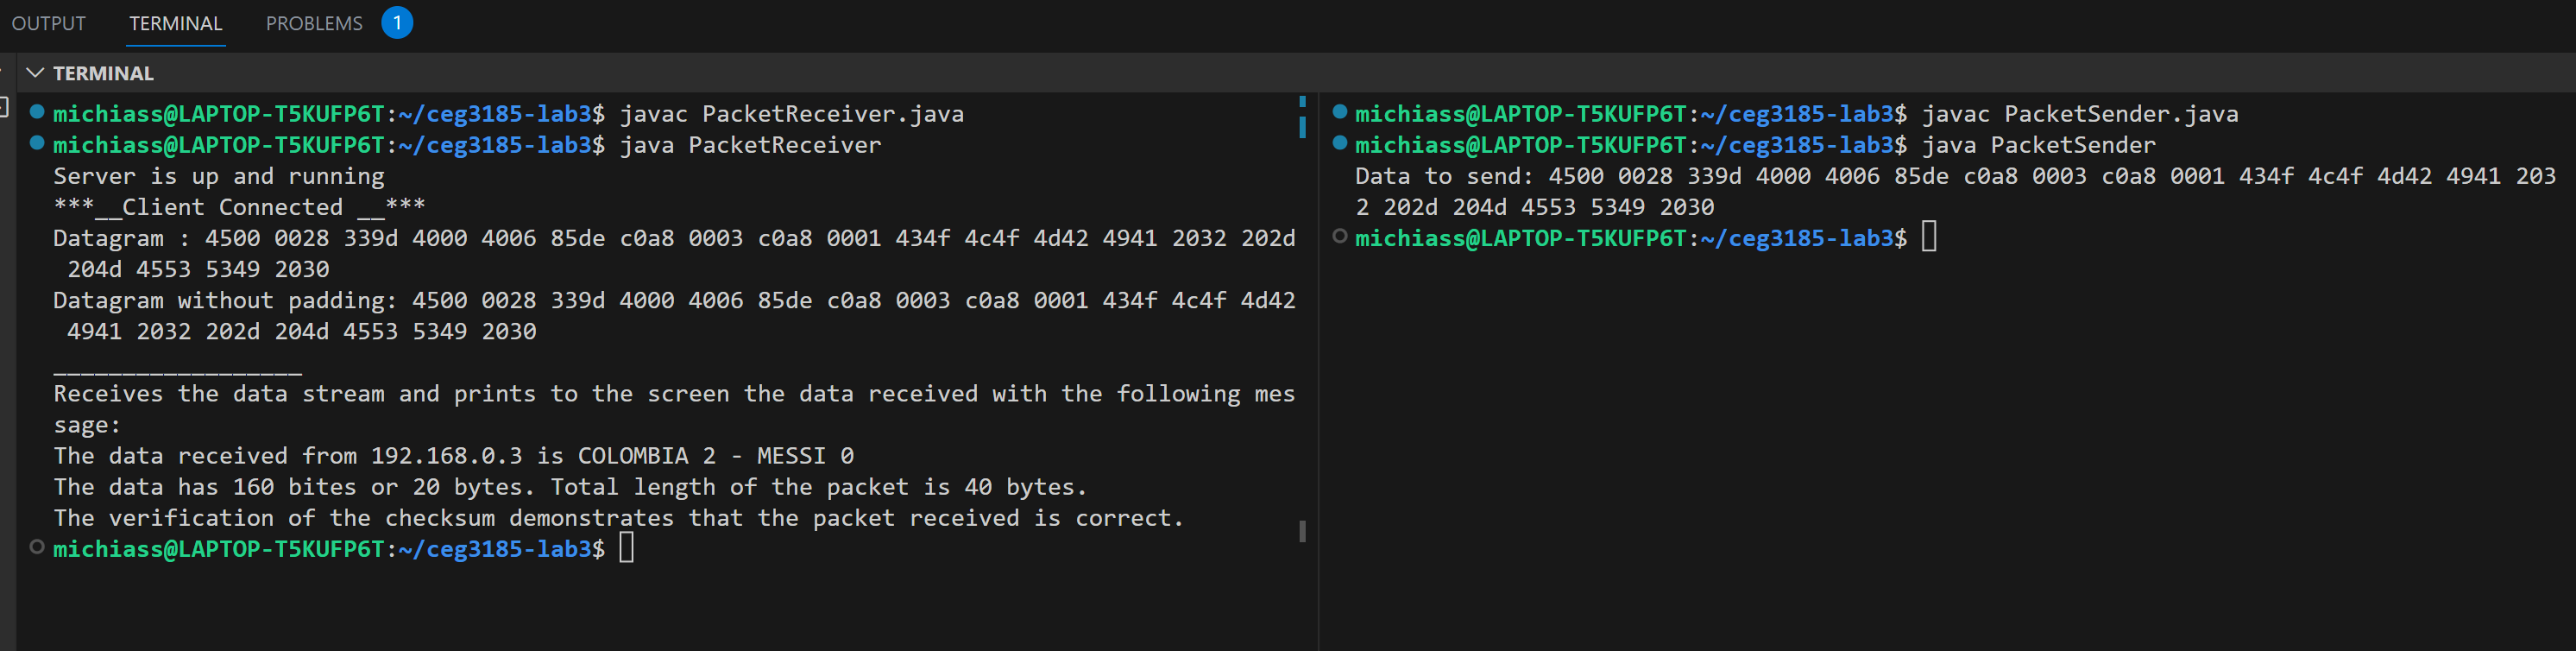 OUTPUT TERMINAL PROBLEMS 1
TERMINAL
michiass@LAPTOP-T5KUFP6T:~/ceg3185-lab3$ javac PacketReceiver.java
michiass@LAPTOP-T5KUFP6T:~/ceg3185-lab3$ java PacketReceiver
Server is up and running
***__Client Connected __***
Datagram : 4500 0028 339d 4000 4006 85de c0a8 0003 c0a8 0001 434f 4c4f 4d42 4941 2032 202d
204d 4553 5349 2030
Datagram without padding: 4500 0028 339d 4000 4006 85de c0a8 0003 c0a8 0001 434f 4c4f 4d42
4941 2032 202d 204d 4553 5349 2030
__________________
Receives the data stream and prints to the screen the data received with the following mes
sage:
The data received from 192.168.0.3 is COLOMBIA 2 - MESSI 0
The data has 160 bites or 20 bytes. Total length of the packet is 40 bytes.
The verification of the checksum demonstrates that the packet received is correct.
michiass@LAPTOP-T5KUFP6T:~/ceg3185-lab3$
michiass@LAPTOP-T5KUFP6T:~/ceg3185-lab3$ javac PacketSender.java
michiass@LAPTOP-T5KUFP6T:~/ceg3185-lab3$ java PacketSender
Data to send: 4500 0028 339d 4000 4006 85de c0a8 0003 c0a8 0001 434f 4c4f 4d42 4941 203
2 202d 204d 4553 5349 2030
michiass@LAPTOP-T5KUFP6T:~/ceg3185-lab3$